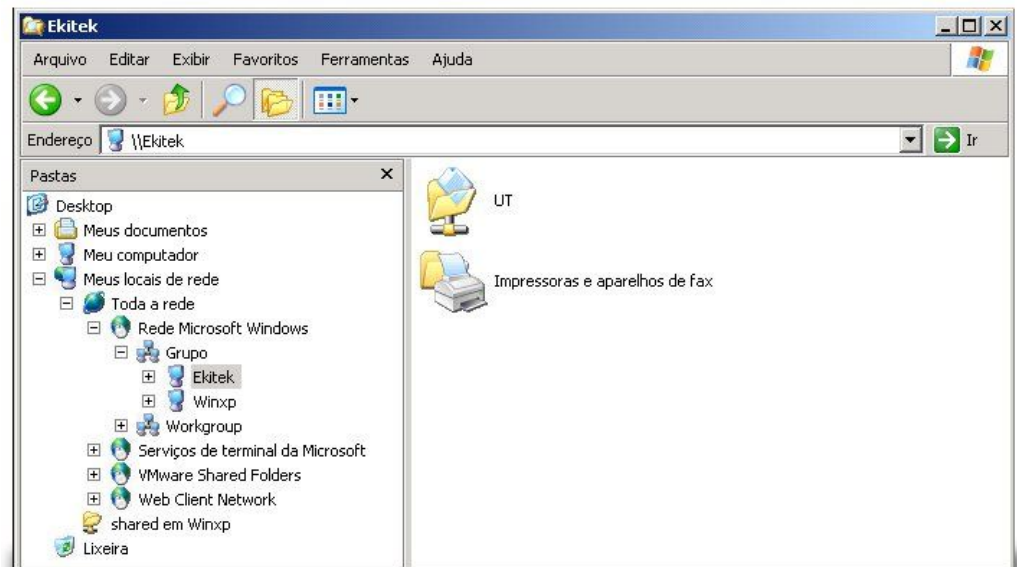 Ekitek
Arquivo Editar Exibir Favoritos Ferramentas Ajuda
Endereço \\Ekitek Ir
Pastas
Desktop
Meus documentos
Meu computador
Meus locais de rede
Toda a rede
Rede Microsoft Windows
Grupo
Ekitek
Winxp
Workgroup
Serviços de terminal da Microsoft
VMware Shared Folders
Web Client Network
shared em Winxp
Lixeira
UT
Impressoras e aparelhos de fax